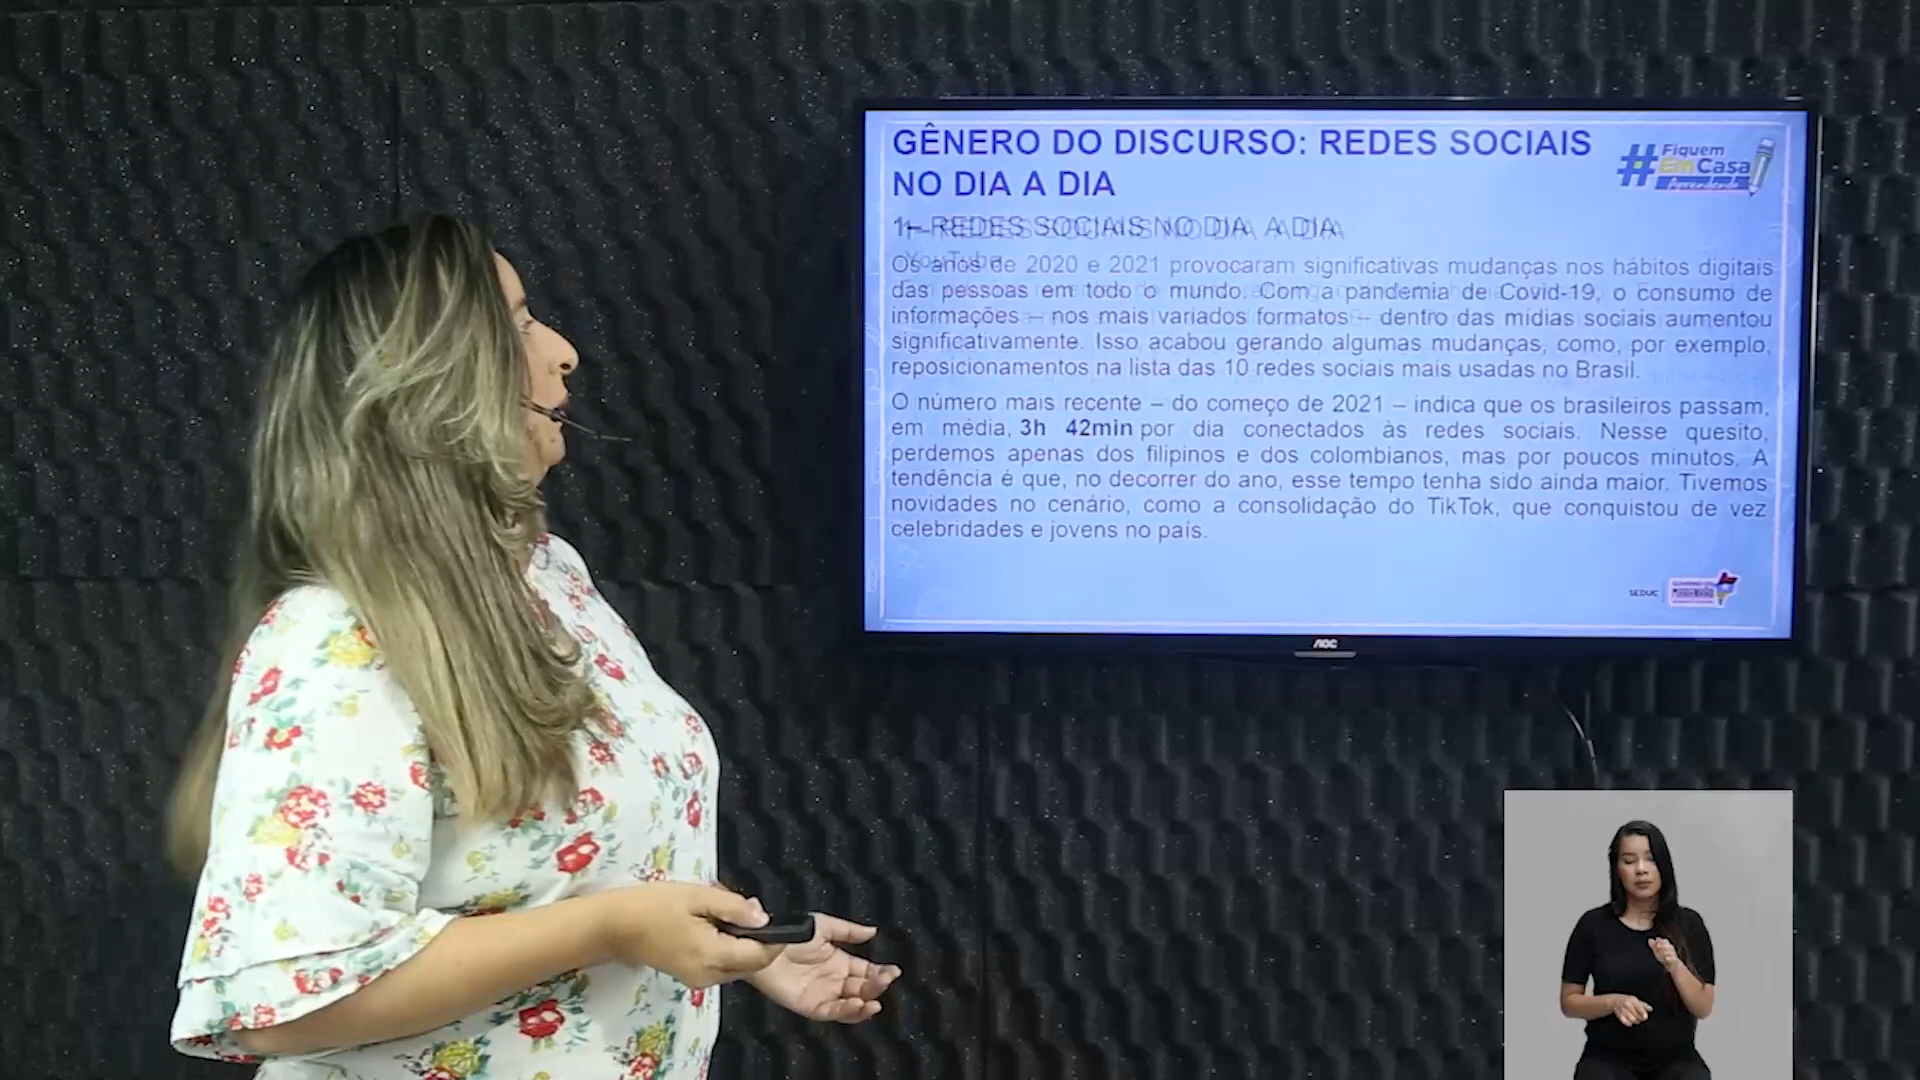 GÊNERO DO DISCURSO: REDES SOCIAIS
NO DIA A DIA
#Fiquem
EmCasa
Aprendendo
1– REDES SOCIAIS NO DIA A DIA
YouTube
Os anos de 2020 e 2021 provocaram significativas mudanças nos hábitos digitais
das pessoas em todo o mundo. Com a pandemia de Covid-19, o consumo de
informações – nos mais variados formatos – dentro das mídias sociais aumentou
significativamente. Isso acabou gerando algumas mudanças, como, por exemplo,
reposicionamentos na lista das 10 redes sociais mais usadas no Brasil.
O número mais recente – do começo de 2021 – indica que os brasileiros passam,
em média, 3h 42min por dia conectados às redes sociais. Nesse quesito,
perdemos apenas dos filipinos e dos colombianos, mas por poucos minutos. A
tendência é que, no decorrer do ano, esse tempo tenha sido ainda maior. Tivemos
novidades no cenário, como a consolidação do TikTok, que conquistou de vez
celebridades e jovens no país.
SEDUC
AOC